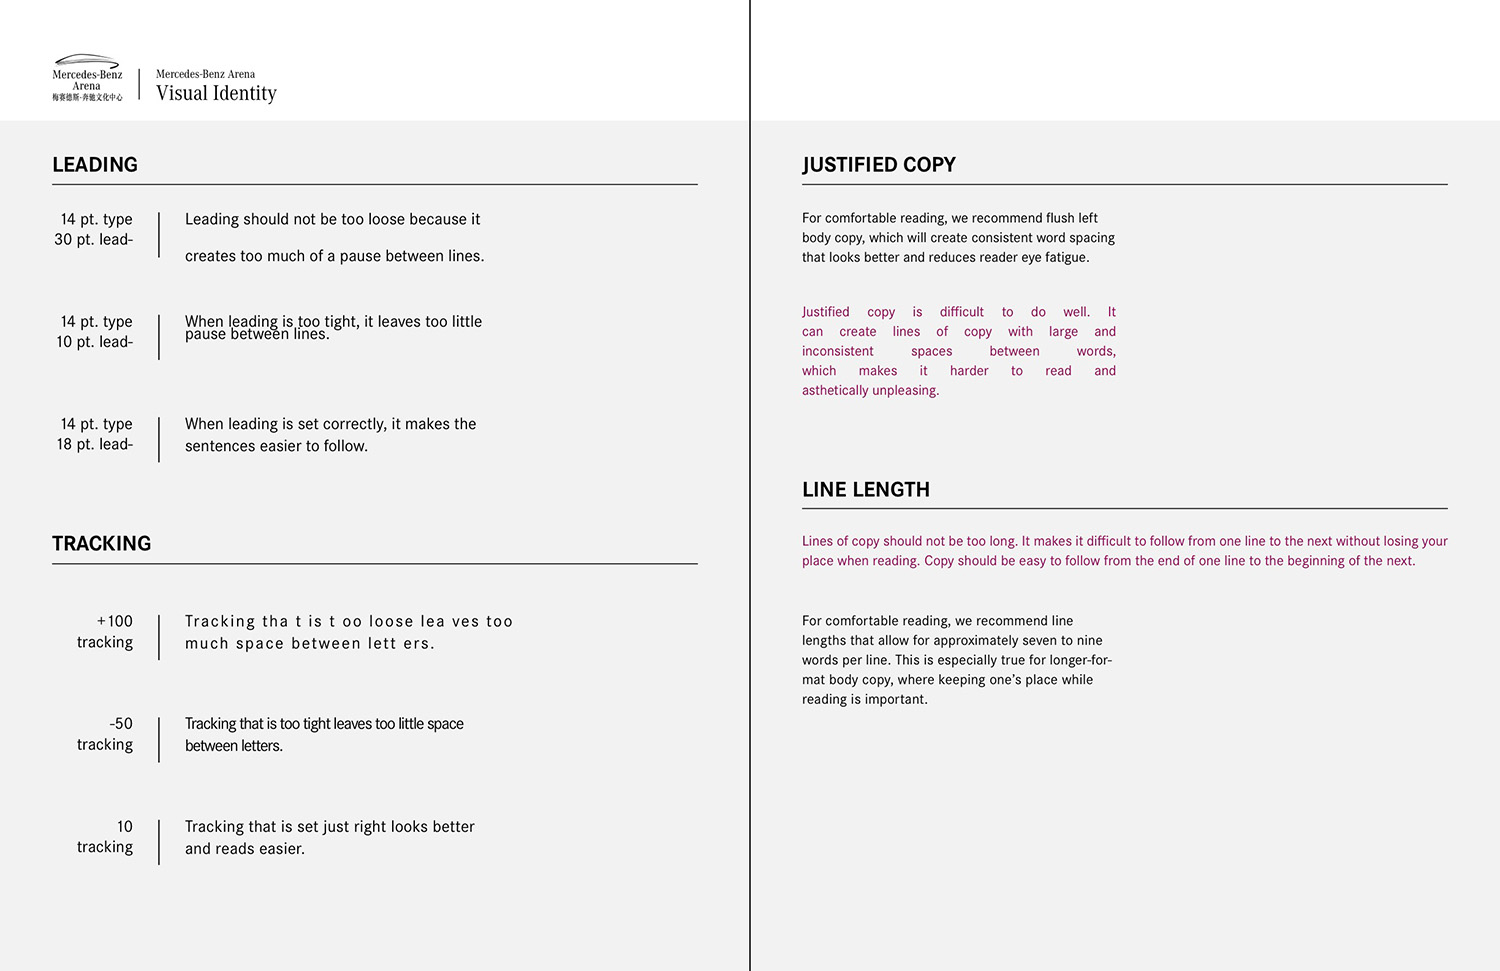 Mercedes-Benz
Arena
梅赛德斯-奔驰文化中心
Mercedes-Benz Arena
Visual Identity
LEADING
14 pt. type
30 pt. lead-
Leading should not be too loose because it
creates too much of a pause between lines.
14 pt. type
10 pt. lead-
When leading is too tight, it leaves too little
pause between lines.
14 pt. type
18 pt. lead-
When leading is set correctly, it makes the
sentences easier to follow.
TRACKING
+100
tracking
Tracking tha t is t oo loose lea ves too
much space between lett ers.
-50
tracking
Tracking that is too tight leaves too little space
between letters.
10
tracking
Tracking that is set just right looks better
and reads easier.
JUSTIFIED COPY
For comfortable reading, we recommend flush left
body copy, which will create consistent word spacing
that looks better and reduces reader eye fatigue.
Justified copy is difficult to do well. It
can create lines of copy with large and
inconsistent spaces between words,
which makes it harder to read and
asthetically unpleasing.
LINE LENGTH
Lines of copy should not be too long. It makes it difficult to follow from one line to the next without losing your
place when reading. Copy should be easy to follow from the end of one line to the beginning of the next.
For comfortable reading, we recommend line
lengths that allow for approximately seven to nine
words per line. This is especially true for longer-for-
mat body copy, where keeping one's place while
reading is important.